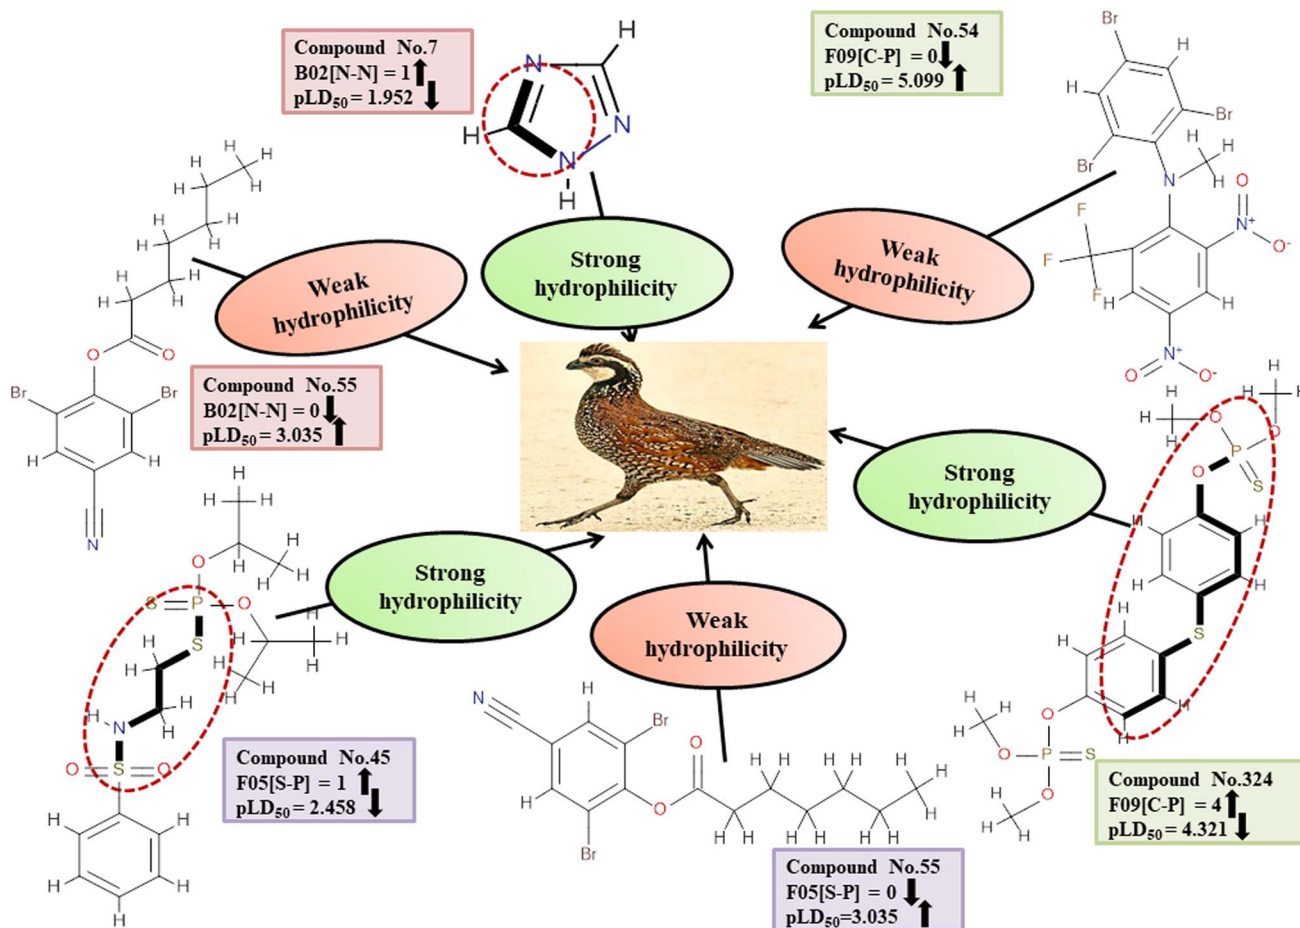 Compound No.7
B02[N-N] = 1
pLD50 = 1.952
Compound No.54
F09[C-P] = 0
pLD50 = 5.099
Strong
hydrophilicity
Weak
hydrophilicity
Weak
hydrophilicity
Compound No.55
B02[N-N] = 0
pLD50 = 3.035
Strong
hydrophilicity
Strong
hydrophilicity
Weak
hydrophilicity
Compound No.45
F05[S-P] = 1
pLD50 = 2.458
Compound No.324
F09[C-P] = 4
pLD50 = 4.321
Compound No.55
F05[S-P] = 0
pLD50=3.035